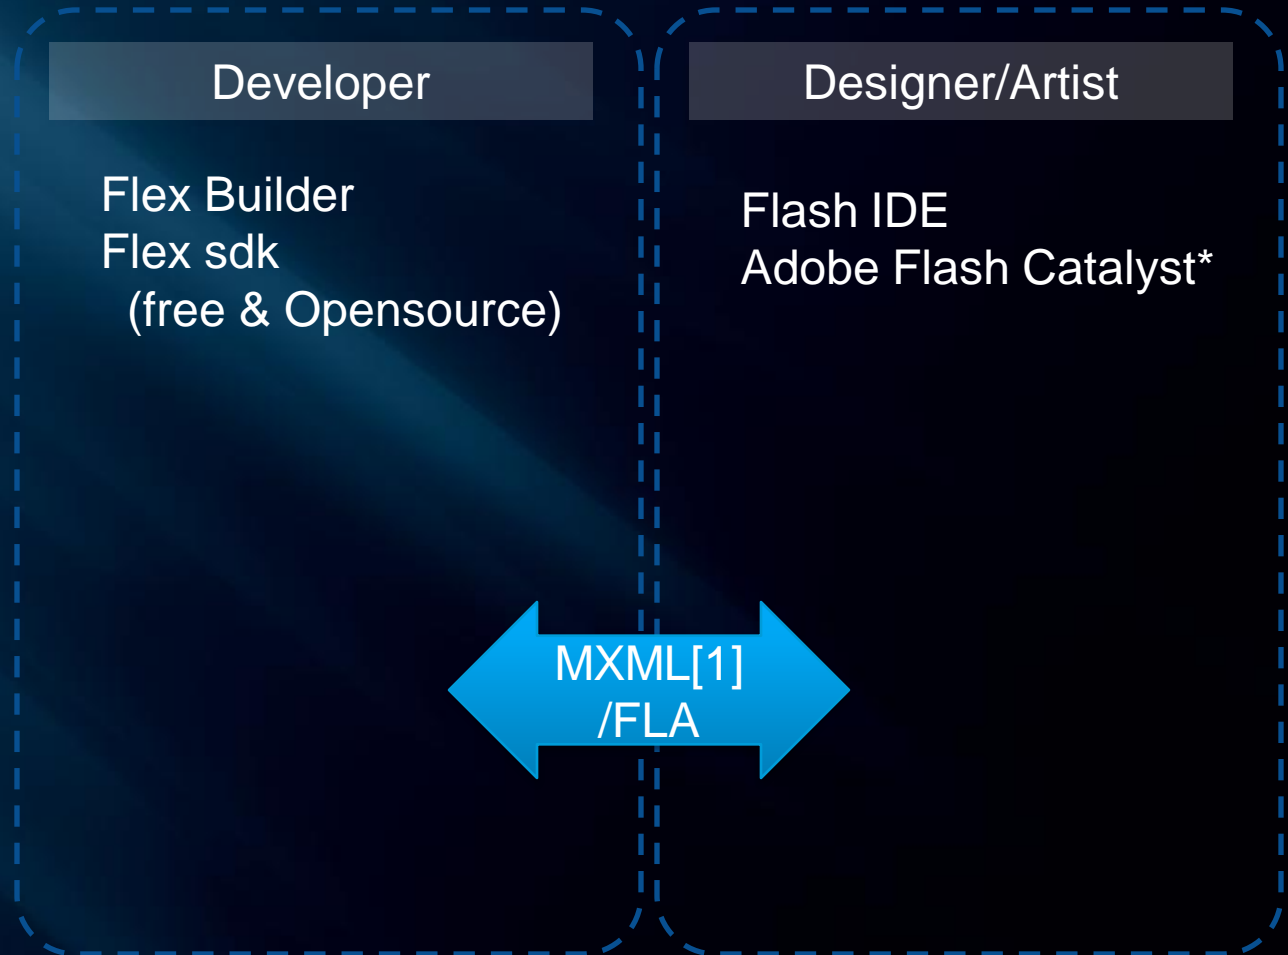 Developer
Flex Builder
Flex sdk
(free & Opensource)
Designer/Artist
Flash IDE
Adobe Flash Catalyst*
MXML[1]
/FLA